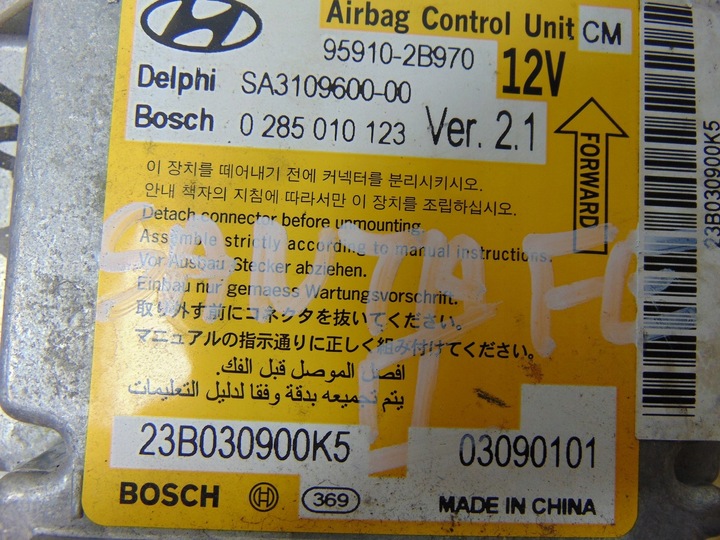 Airbag Control Unit CM
95910-2B970 12V
Delphi SA3109600-00
Bosch 0 285 010 123 Ver. 2.1
FORWARD
이 장치를 떼어내기 전에 커넥터를 분리시키시오.
안내 책자의 지침에 따라서만 이 장치를 조립하십시오.
Detach connector before unmounting.
Assemble strictly according to manual instructions.
Vor Ausbau Stecker abziehen.
Einbau nur gemaess Wartungsvorschrift.
取り外す前にコネクタを抜いてください。
マニュアルの指示通りに正しく組み付けてください。
افصل الموصل قبل الفك.
يتم تجميعه بدقة وفقا لدليل التعليمات
23B030900K5 03090101
BOSCH 369 MADE IN CHINA
23B030900K5